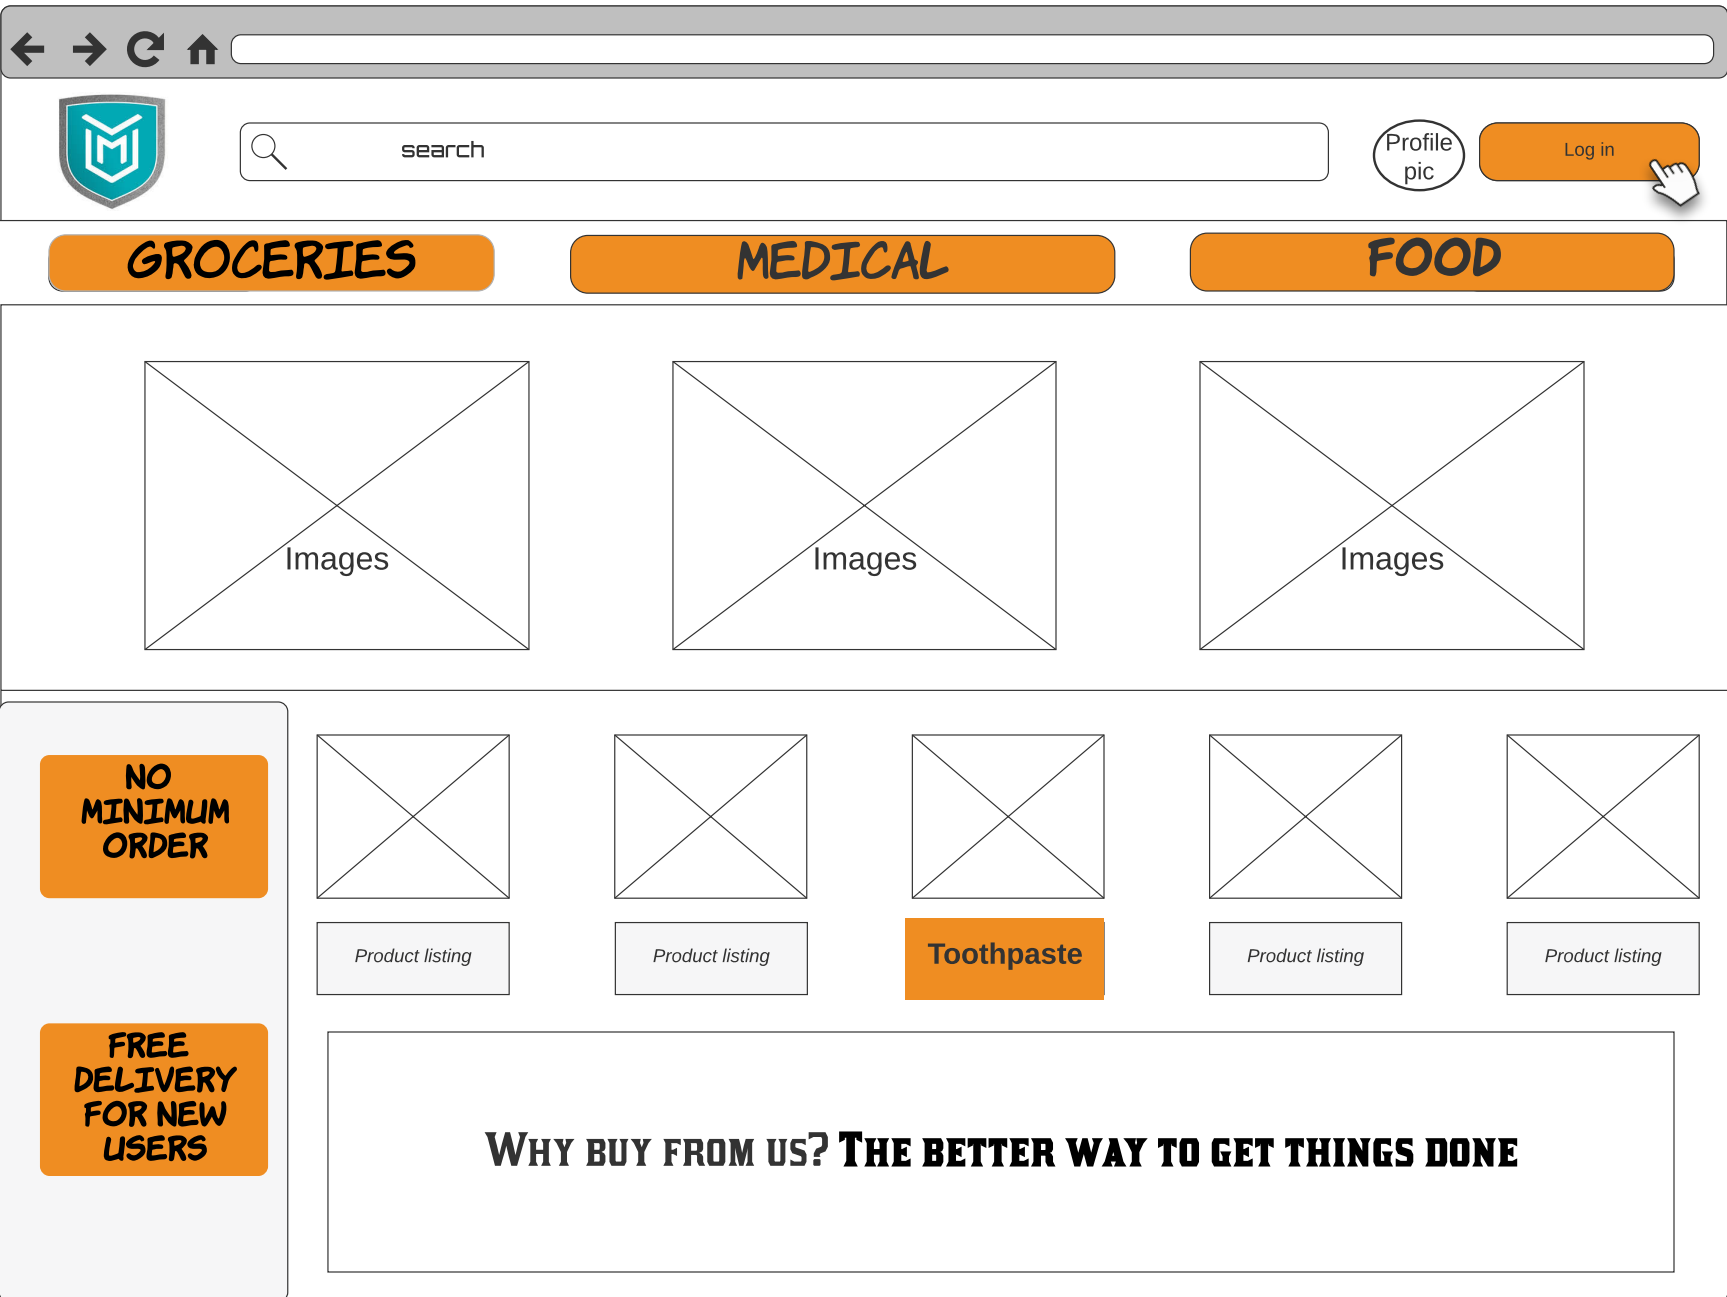 search
Profile
pic
Log in
GROCERIES
MEDICAL
FOOD
Images
Images
Images
NO
MINIMUM
ORDER
FREE
DELIVERY
FOR NEW
USERS
Product listing
Product listing
Toothpaste
Product listing
Product listing
Why buy from us? The better way to get things done